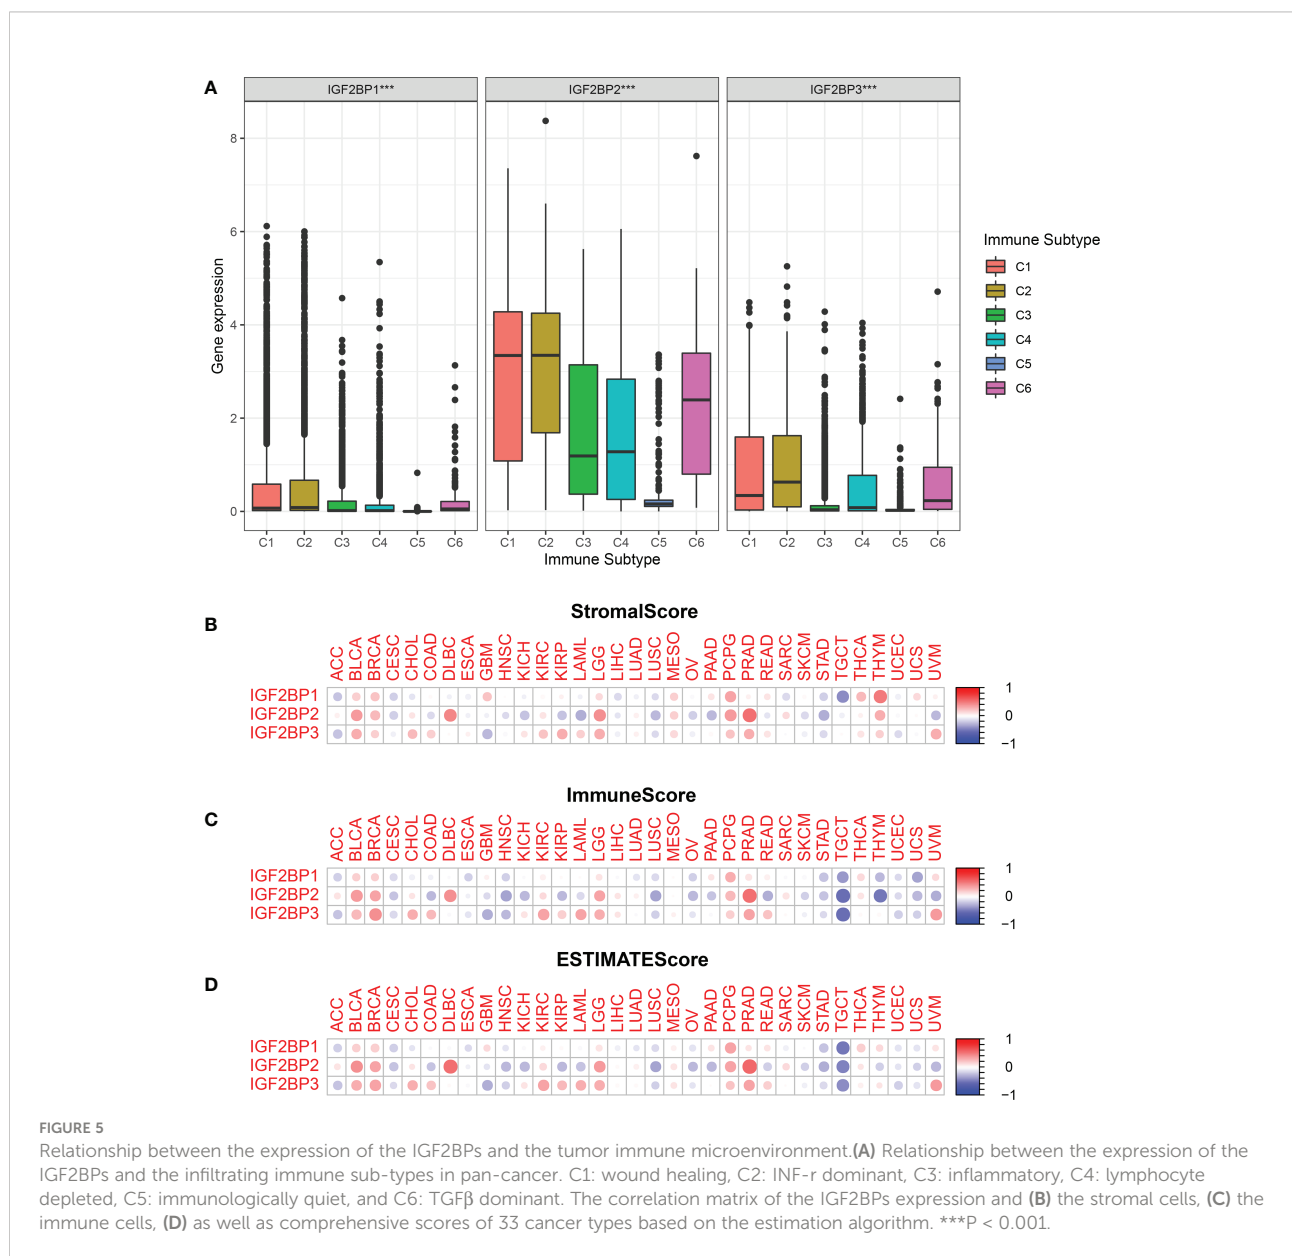 A
IGF2BP1*** IGF2BP2*** IGF2BP3***
Gene expression
8
6
4
2
0
C1 C2 C3 C4 C5 C6 C1 C2 C3 C4 C5 C6 C1 C2 C3 C4 C5 C6
Immune Subtype
Immune Subtype
C1
C2
C3
C4
C5
C6
B
StromalScore
ACC BLCA BRCA CESC CHOL COAD DLBC ESCA GBM HNSC KICH KIRC KIRP LAML LGG LIHC LUAD LUSC MESO OV PAAD PCPG PRAD READ SARC SKCM STAD TGCT THCA THYM UCEC UCS UVM
IGF2BP1
IGF2BP2
IGF2BP3
1
0
−1
C
ImmuneScore
ACC BLCA BRCA CESC CHOL COAD DLBC ESCA GBM HNSC KICH KIRC KIRP LAML LGG LIHC LUAD LUSC MESO OV PAAD PCPG PRAD READ SARC SKCM STAD TGCT THCA THYM UCEC UCS UVM
IGF2BP1
IGF2BP2
IGF2BP3
1
0
−1
D
ESTIMATEScore
ACC BLCA BRCA CESC CHOL COAD DLBC ESCA GBM HNSC KICH KIRC KIRP LAML LGG LIHC LUAD LUSC MESO OV PAAD PCPG PRAD READ SARC SKCM STAD TGCT THCA THYM UCEC UCS UVM
IGF2BP1
IGF2BP2
IGF2BP3
1
0
−1
FIGURE 5
Relationship between the expression of the IGF2BPs and the tumor immune microenvironment.(A) Relationship between the expression of the
IGF2BPs and the infiltrating immune sub-types in pan-cancer. C1: wound healing, C2: INF-r dominant, C3: inflammatory, C4: lymphocyte
depleted, C5: immunologically quiet, and C6: TGFβ dominant. The correlation matrix of the IGF2BPs expression and (B) the stromal cells, (C) the
immune cells, (D) as well as comprehensive scores of 33 cancer types based on the estimation algorithm. ***P < 0.001.